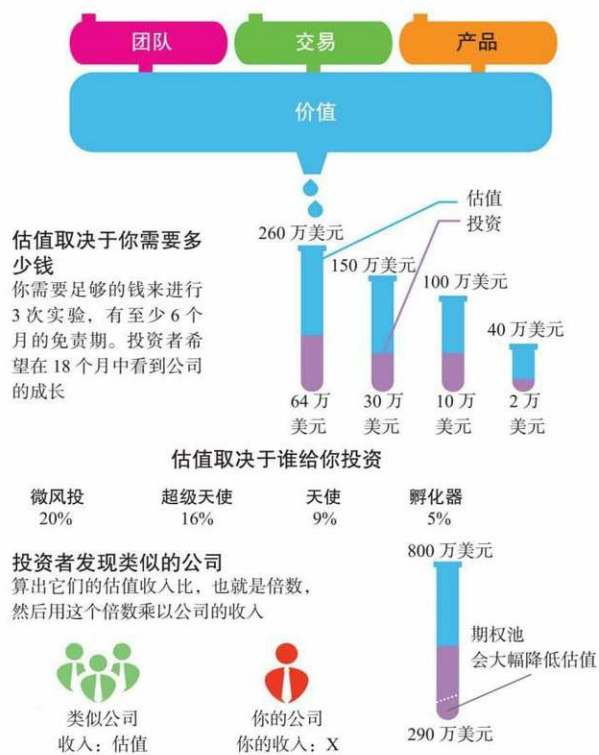 团队
交易
产品
价值
估值
投资
260 万美元
150 万美元
100 万美元
40 万美元
估值取决于你需要多
少钱
你需要足够的钱来进行
3 次实验，有至少 6 个
月的免责期。投资者希
望在 18 个月中看到公司
的成长
64 万
美元
30 万
美元
10 万
美元
2 万
美元
估值取决于谁给你投资
微风投
20%
超级天使
16%
天使
9%
孵化器
5%
投资者发现类似的公司
算出它们的估值收入比，也就是倍数，
然后用这个倍数乘以公司的收入
类似公司
收入：估值
你的公司
你的收入：X
800 万美元
期权池
会大幅降低估值
290 万美元